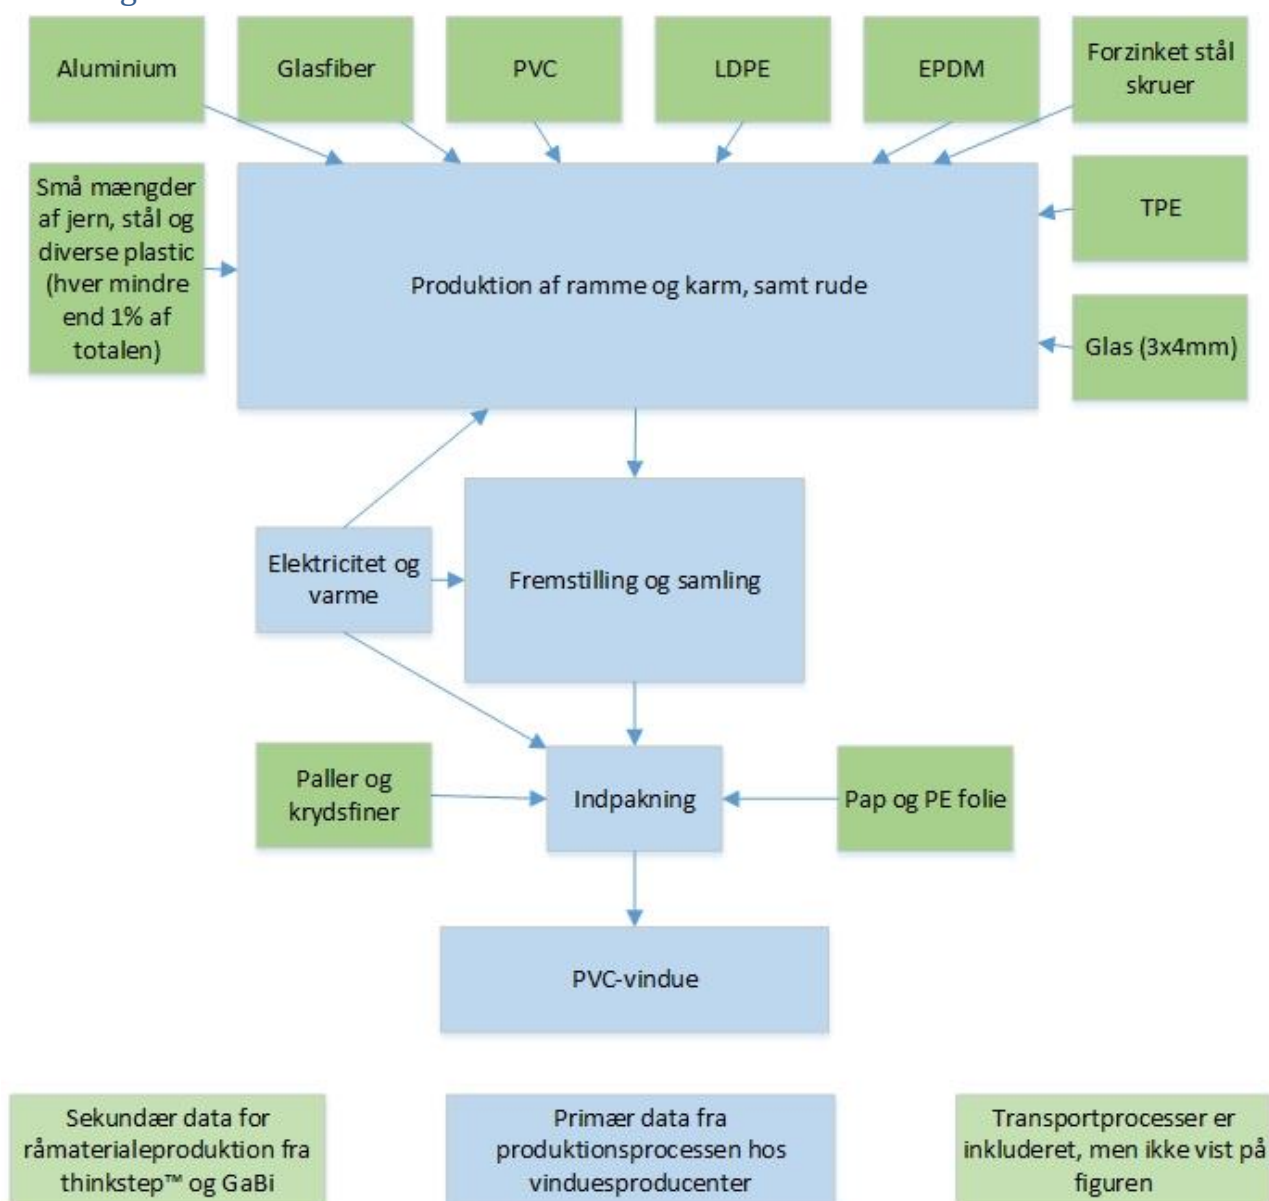 Aluminium
Glasfiber
PVC
LDPE
EPDM
Forzinket stål
skruer
Små mængder
af jern, stål og
diverse plastic
(hver mindre
end 1% af
totalen)
Produktion af ramme og karm, samt rude
TPE
Glas (3x4mm)
Elektricitet og
varme
Fremstilling og samling
Paller og
krydsfiner
Indpakning
Pap og PE folie
PVC-vindue
Sekundær data for
råmaterialeproduktion fra
thinkstep™ og GaBi
Primær data fra
produktionsprocessen hos
vinduesproducenter
Transportprocesser er
inkluderet, men ikke vist på
figuren